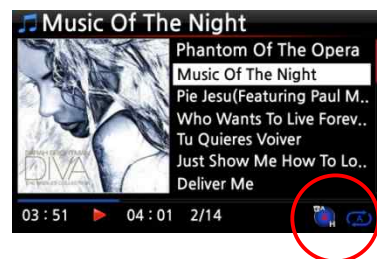 Music Of The Night
Phantom Of The Opera
Music Of The Night
Pie Jesu(Featuring Paul M..
Who Wants To Live Forev..
Tu Quieres Voiver
Just Show Me How To Lo..
Deliver Me
DIVA
03 : 51 04 : 01 2/14
A
H
A